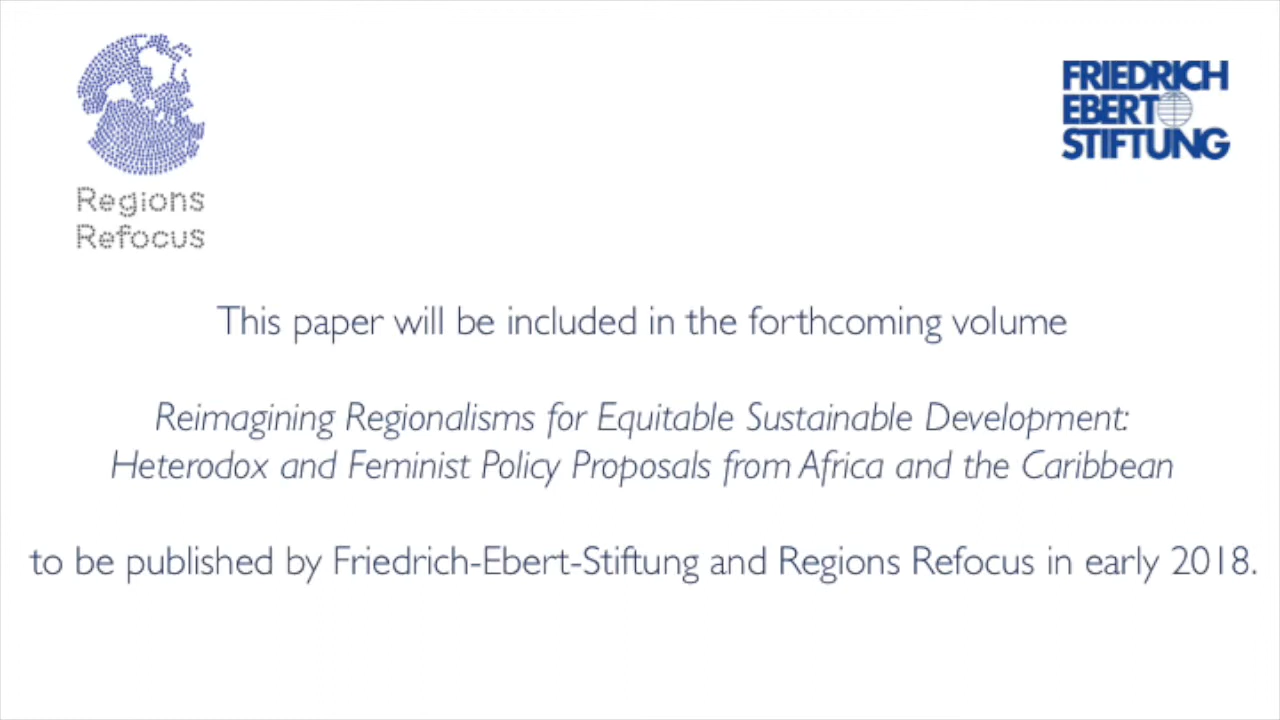 Regions
Refocus
FRIEDRICH
EBERT
STIFTUNG
This paper will be included in the forthcoming volume
Reimagining Regionalisms for Equitable Sustainable Development:
Heterodox and Feminist Policy Proposals from Africa and the Caribbean
to be published by Friedrich-Ebert-Stiftung and Regions Refocus in early 2018.